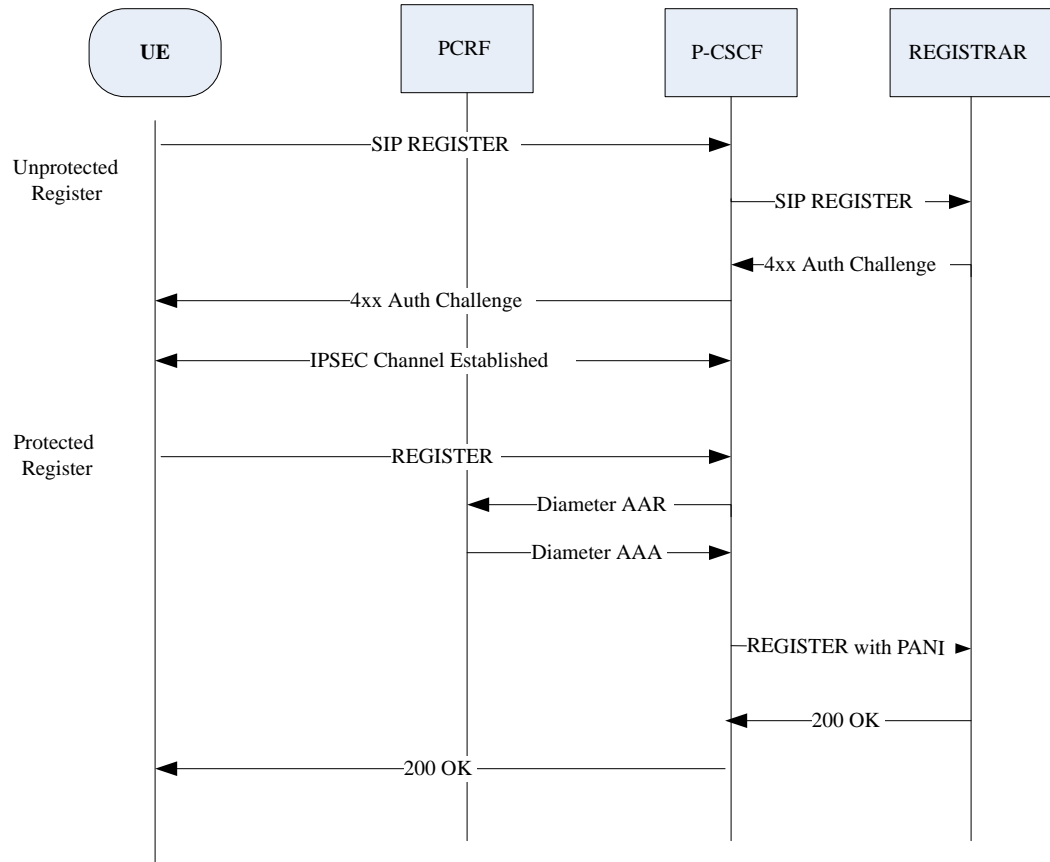 UE
PCRF
P-CSCF
REGISTRAR
SIP REGISTER
Unprotected
Register
SIP REGISTER
4xx Auth Challenge
4xx Auth Challenge
IPSEC Channel Established
Protected
Register
REGISTER
Diameter AAR
Diameter AAA
REGISTER with PANI
200 OK
200 OK